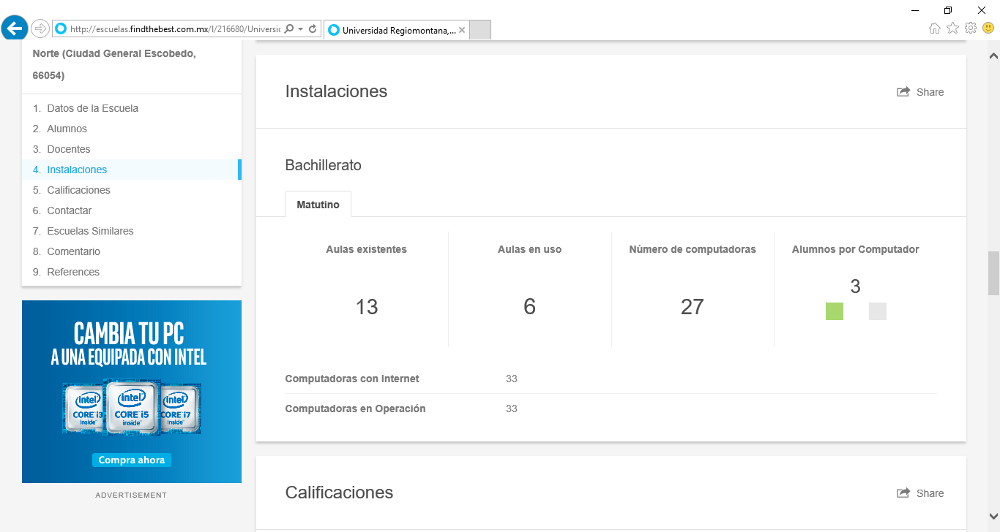 http://escuelas.findthebest.com.mx/l/216680/Universi
Universidad Regiomontana,...
Norte (Ciudad General Escobedo,
66054)
1. Datos de la Escuela
2. Alumnos
3. Docentes
4. Instalaciones
5. Calificaciones
6. Contactar
7. Escuelas Similares
8. Comentario
9. References
CAMBIA TU PC
A UNA EQUIPADA CON INTEL
intel CORE i3 inside
intel CORE i5 inside
intel CORE i7 inside
Compra ahora
ADVERTISEMENT
Instalaciones
Share
Bachillerato
Matutino
Aulas existentes
13
Aulas en uso
6
Número de computadoras
27
Alumnos por Computador
3
Computadoras con Internet 33
Computadoras en Operación 33
Calificaciones
Share